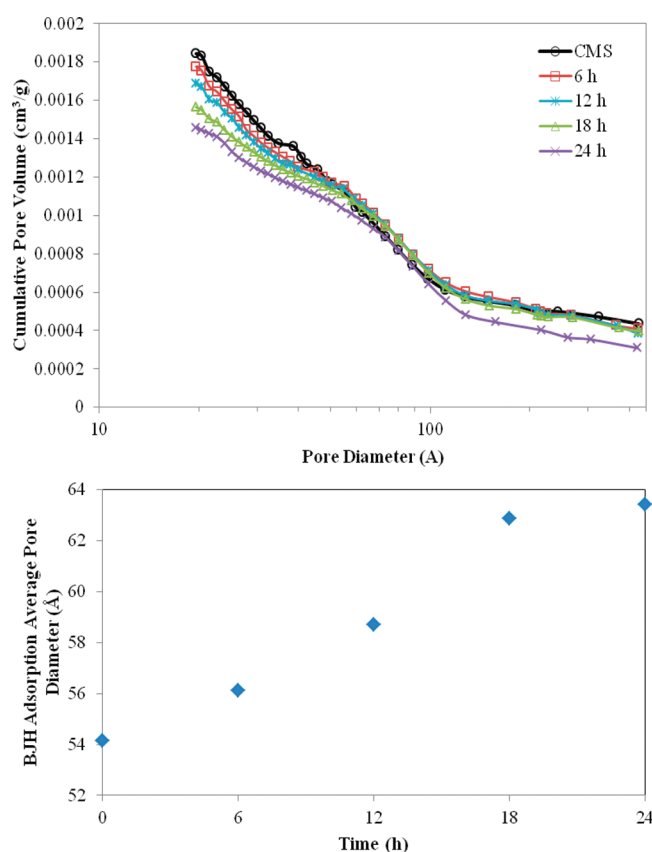 0.002
0.0018
0.0016
0.0014
0.0012
0.001
0.0008
0.0006
0.0004
0.0002
0
Cumulative Pore Volume (cm³/g)
CMS
6 h
12 h
18 h
24 h
10
100
Pore Diameter (A)
64
62
60
58
56
54
52
BJH Adsorption Average Pore
Diameter (Å)
0
6
12
18
24
Time (h)